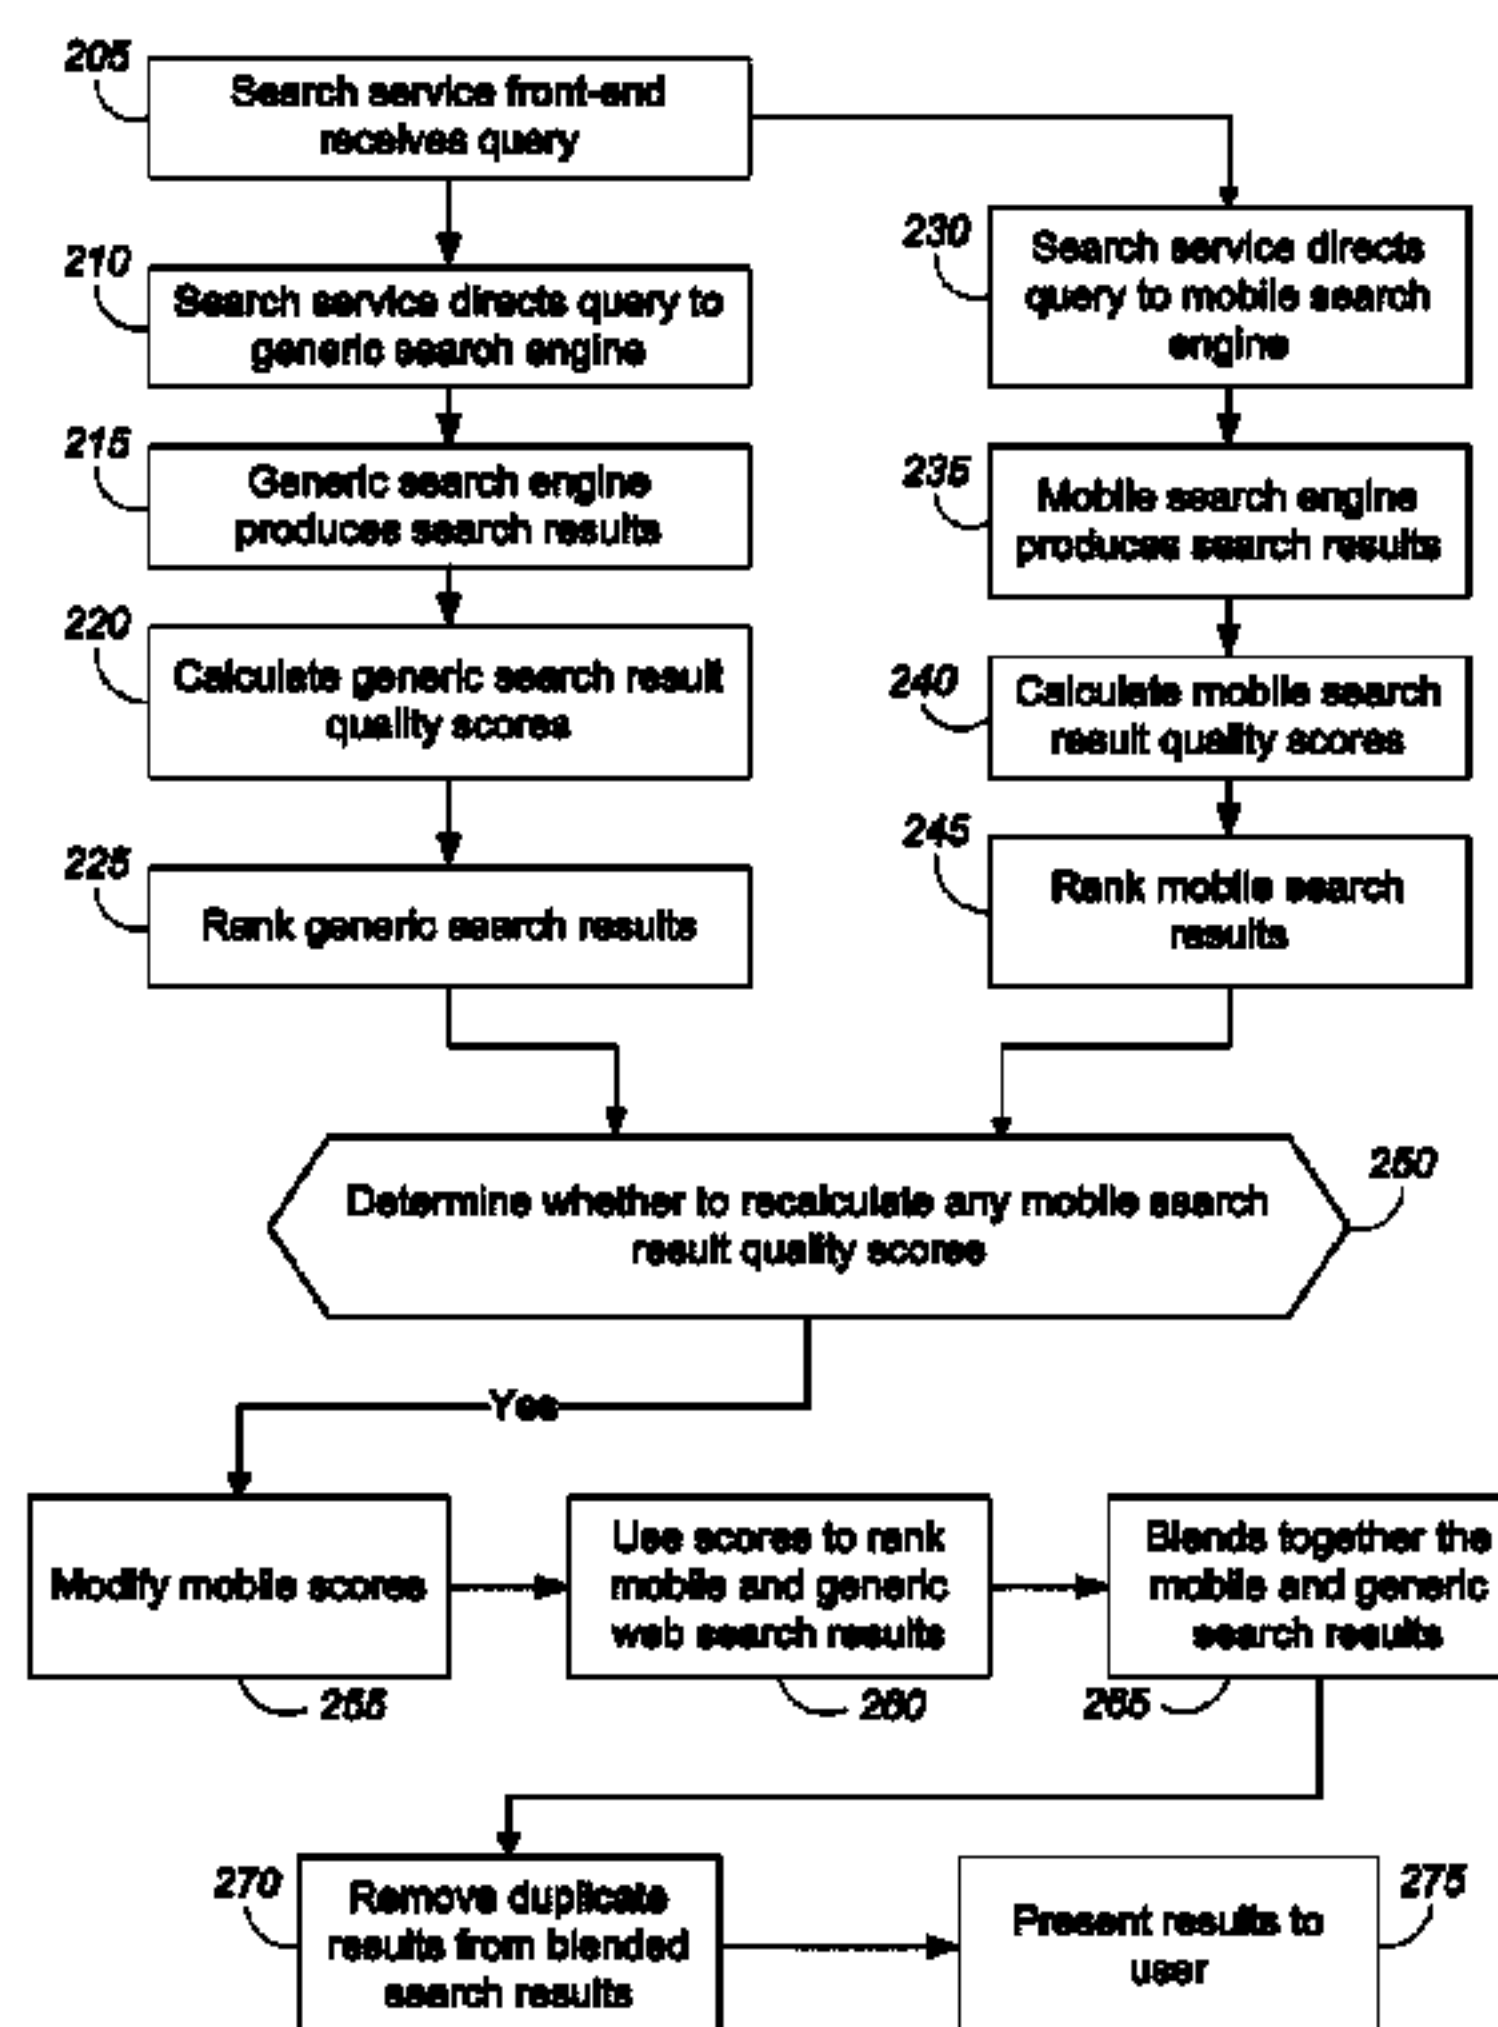 205
Search service front-end
receives query
210
Search service directs query to
generic search engine
215
Generic search engine
produces search results
220
Calculate generic search result
quality scores
225
Rank generic search results
230
Search service directs
query to mobile search
engine
235
Mobile search engine
produces search results
240
Calculate mobile search
result quality scores
245
Rank mobile search
results
250
Determine whether to recalculate any mobile search
result quality scores
Yes
Modify mobile scores
255
Use scores to rank
mobile and generic
web search results
260
Blends together the
mobile and generic
search results
265
270
Remove duplicate
results from blended
search results
275
Present results to
user